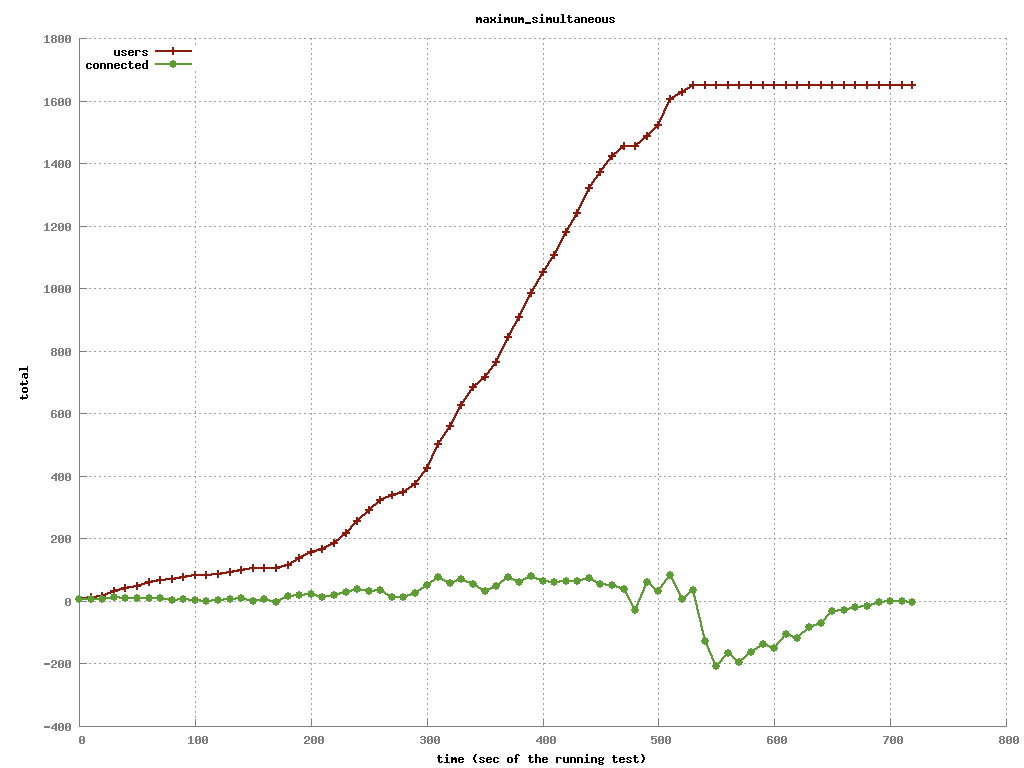 maximum_simultaneous
1800
1600
1400
1200
1000
800
600
400
200
0
-200
-400
users
connected
total
0 100 200 300 400 500 600 700 800
time (sec of the running test)